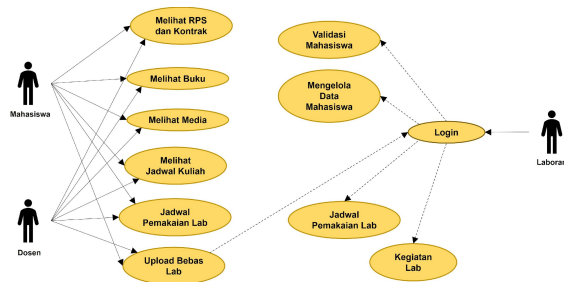 Melihat RPS
dan Kontrak
Melihat Buku
Melihat Media
Melihat
Jadwal Kuliah
Jadwal
Pemakaian Lab
Upload Bebas
Lab
Mahasiswa
Dosen
Validasi
Mahasiswa
Mengelola
Data
Mahasiswa
Login
Jadwal
Pemakaian Lab
Kegiatan
Lab
Laboran